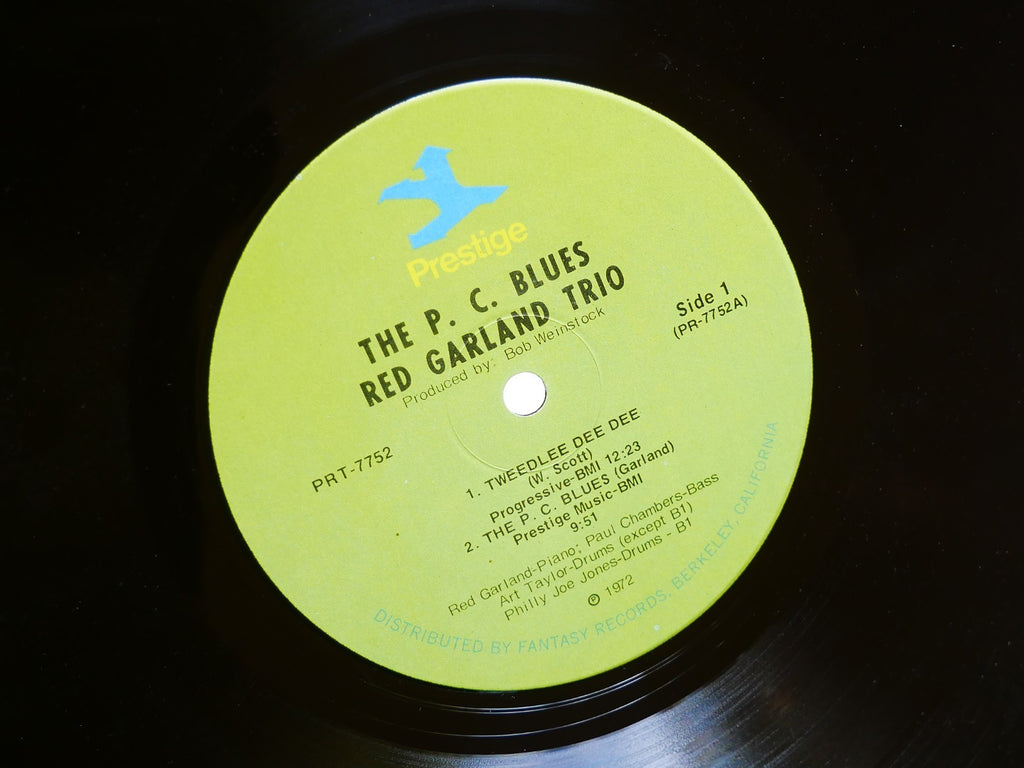 Prestige
THE P. C. BLUES
RED GARLAND TRIO
Produced by: Bob Weinstock
Side 1
(PR-7752A)
PRT-7752
1. TWEEDLEE DEE DEE
(W. Scott)
Progressive-BMI 12:23
2. THE P. C. BLUES (Garland)
Prestige Music-BMI
9:51
Red Garland-Piano; Paul Chambers-Bass
Art Taylor-Drums (except B1)
Philly Joe Jones-Drums - B1
℗ 1972
DISTRIBUTED BY FANTASY RECORDS, BERKELEY, CALIFORNIA